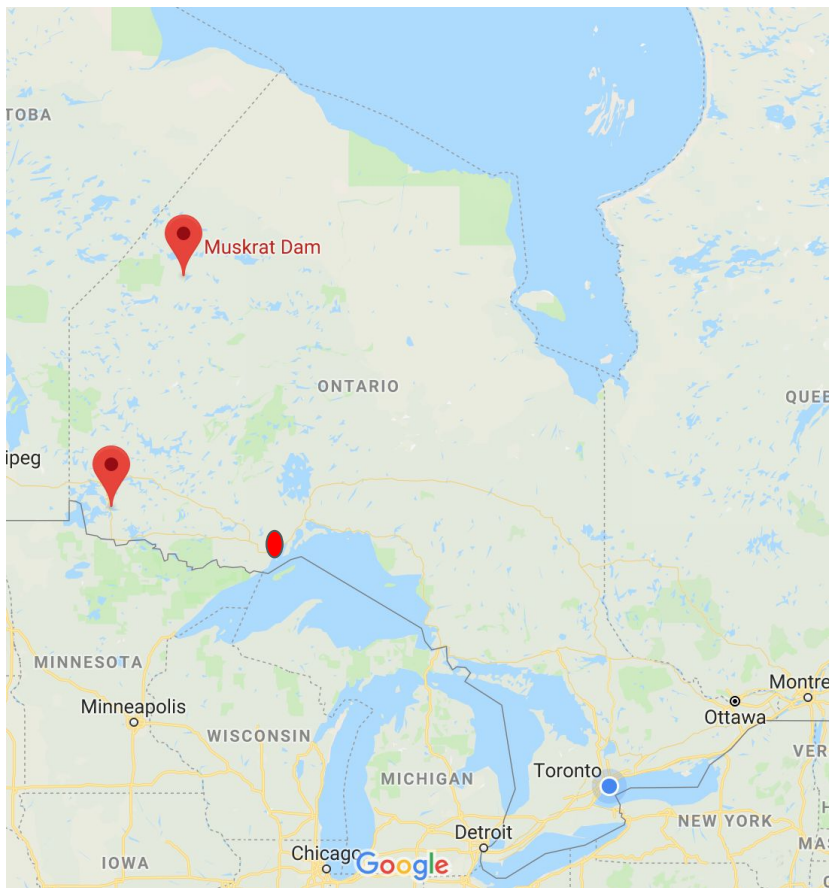 TOBA
Muskrat Dam
ONTARIO
QUEB
ipeg
MINNESOTA
Minneapolis
WISCONSIN
Montre
Ottawa
VER
Toronto
MICHIGAN
NEW YORK
Detroit
MAS
IOWA
Chicago
Google